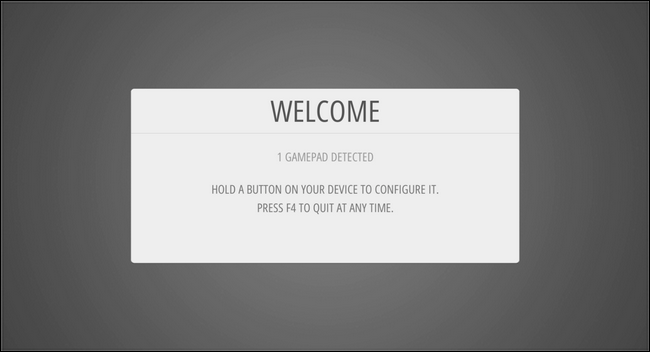 WELCOME
1 GAMEPAD DETECTED
HOLD A BUTTON ON YOUR DEVICE TO CONFIGURE IT.
PRESS F4 TO QUIT AT ANY TIME.